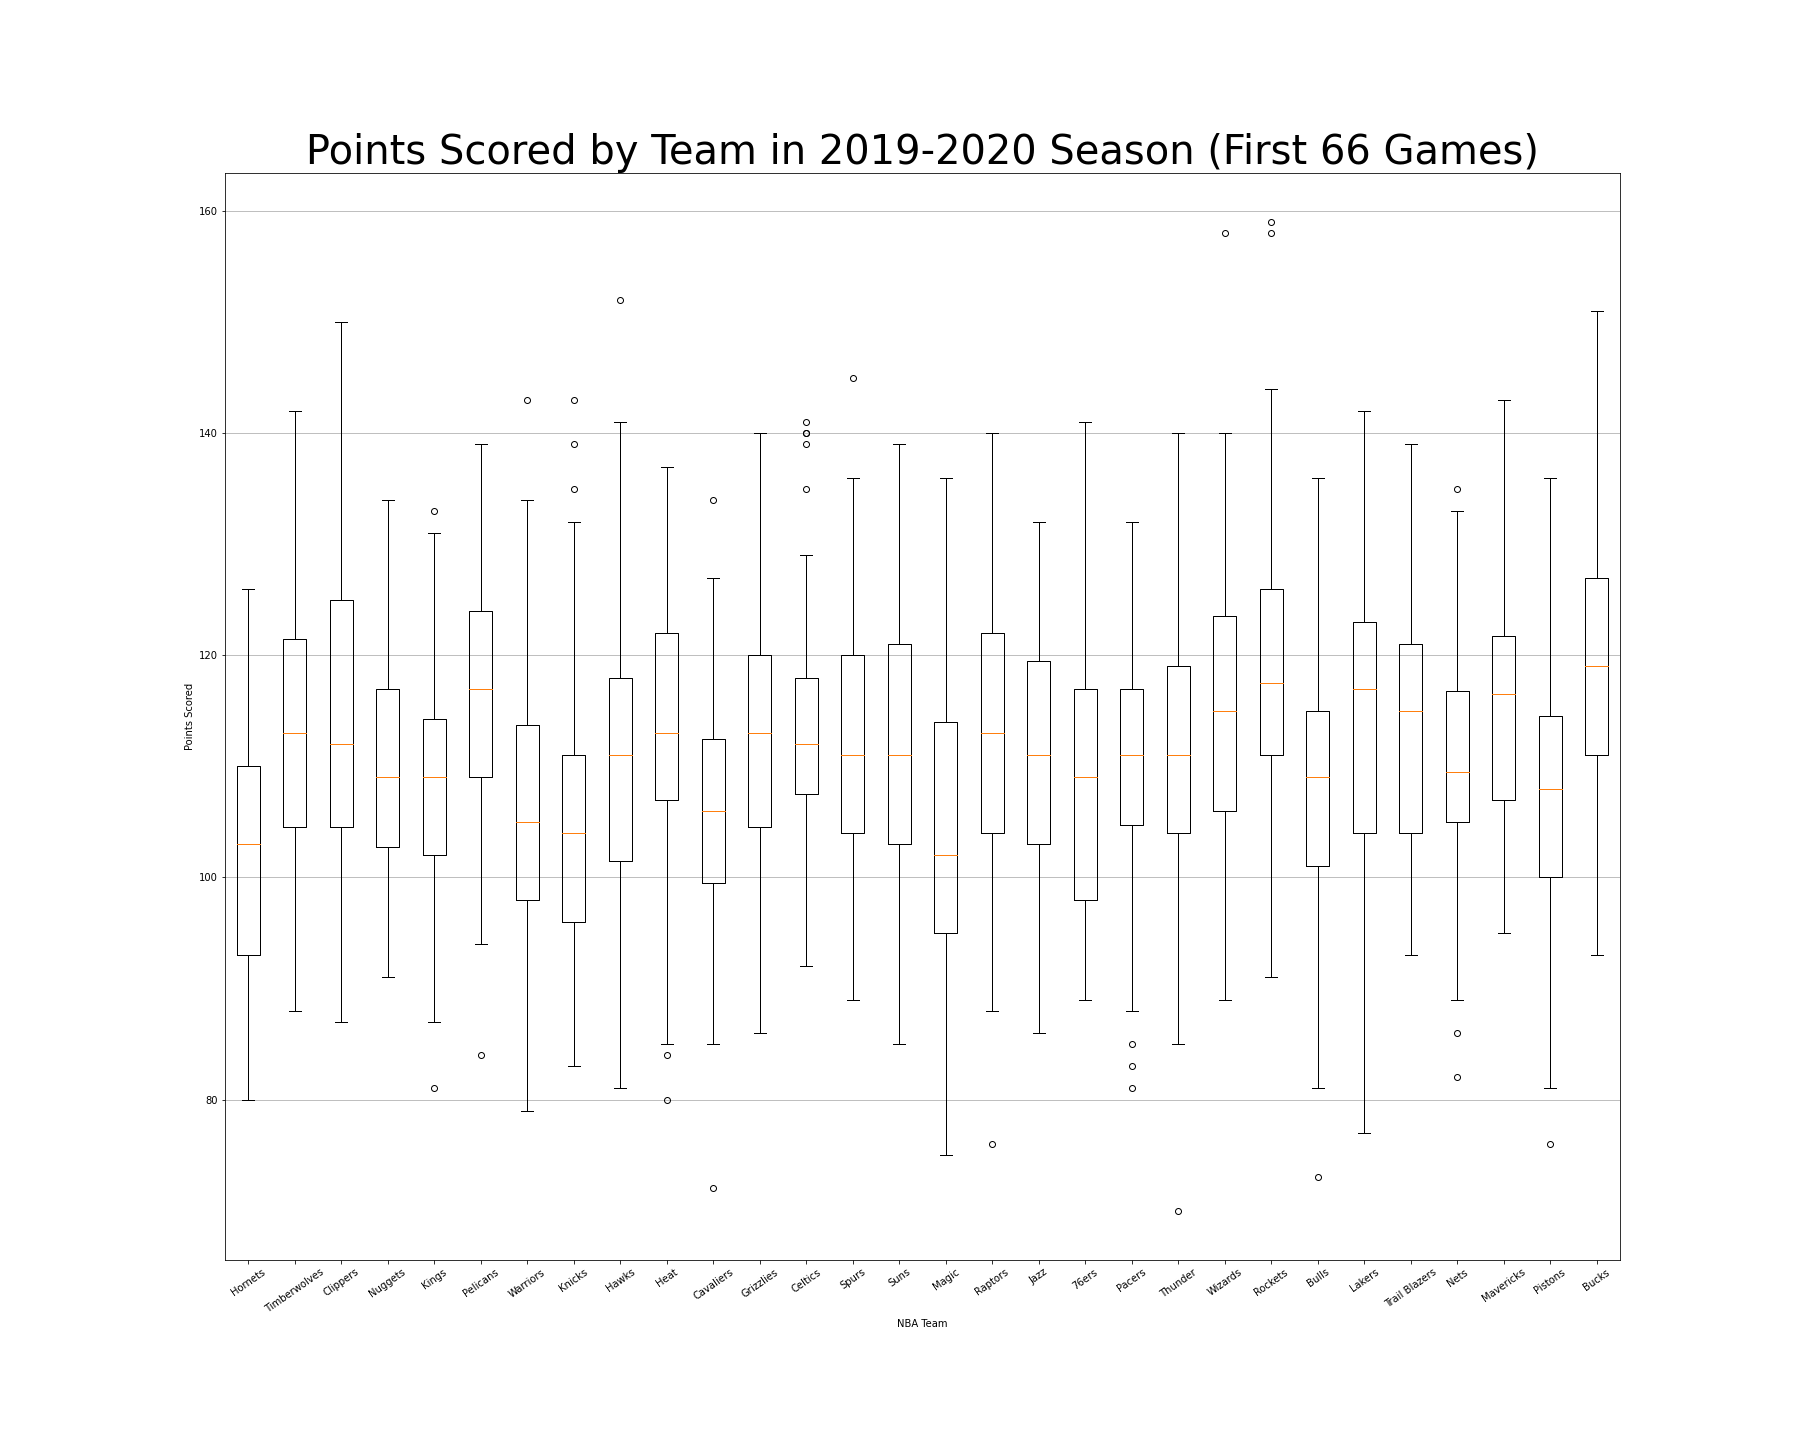 Points Scored by Team in 2019-2020 Season (First 66 Games)
160
140
120
100
80
Points Scored
Hornets
Timberwolves
Clippers
Nuggets
Kings
Pelicans
Warriors
Knicks
Hawks
Heat
Cavaliers
Grizzlies
Celtics
Spurs
Suns
Magic
Raptors
Jazz
76ers
Pacers
Thunder
Wizards
Rockets
Bulls
Lakers
Trail Blazers
Nets
Mavericks
Pistons
Bucks
NBA Team